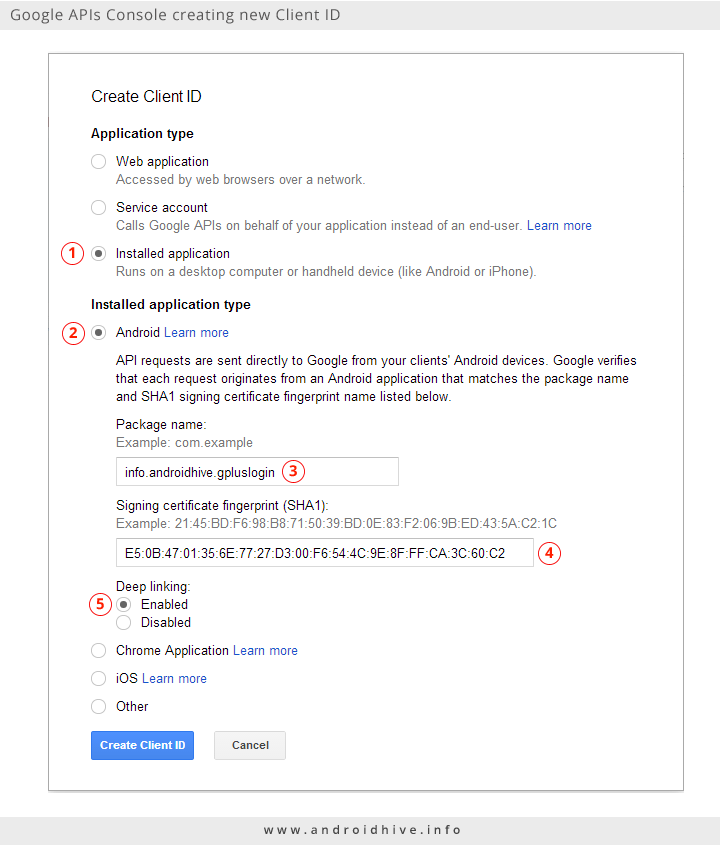 Google APIs Console creating new Client ID
Create Client ID
Application type
Web application
Accessed by web browsers over a network.
Service account
Calls Google APIs on behalf of your application instead of an end-user. Learn more
1 Installed application
Runs on a desktop computer or handheld device (like Android or iPhone).
Installed application type
2 Android Learn more
API requests are sent directly to Google from your clients' Android devices. Google verifies
that each request originates from an Android application that matches the package name
and SHA1 signing certificate fingerprint name listed below.
Package name:
Example: com.example
info.androidhive.gpluslogin 3
Signing certificate fingerprint (SHA1):
Example: 21:45:BD:F6:98:B8:71:50:39:BD:0E:83:F2:06:9B:ED:43:5A:C2:1C
E5:0B:47:01:35:6E:77:27:D3:00:F6:54:4C:9E:8F:FF:CA:3C:60:C2 4
Deep linking:
5 Enabled
Disabled
Chrome Application Learn more
iOS Learn more
Other
Create Client ID Cancel
www.androidhive.info